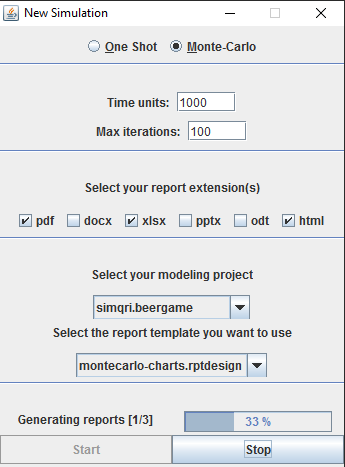 New Simulation
One Shot Monte-Carlo
Time units: 1000
Max iterations: 100
Select your report extension(s)
pdf docx xlsx pptx odt html
Select your modeling project
simqri.beergame
Select the report template you want to use
montecarlo-charts.rptdesign
Generating reports [1/3] 33 %
Start Stop